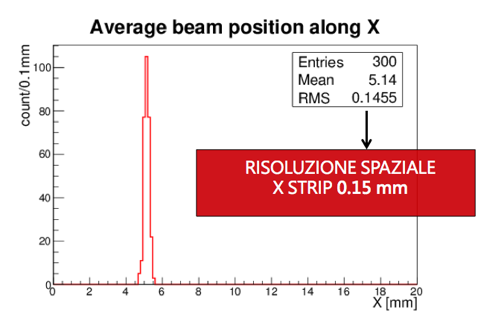 Average beam position along X
count/0.1mm
100
80
60
40
20
0
Entries 300
Mean 5.14
RMS 0.1455
RISOLUZIONE SPAZIALE
X STRIP 0.15 mm
0 2 4 6 8 10 12 14 16 18 20
X [mm]